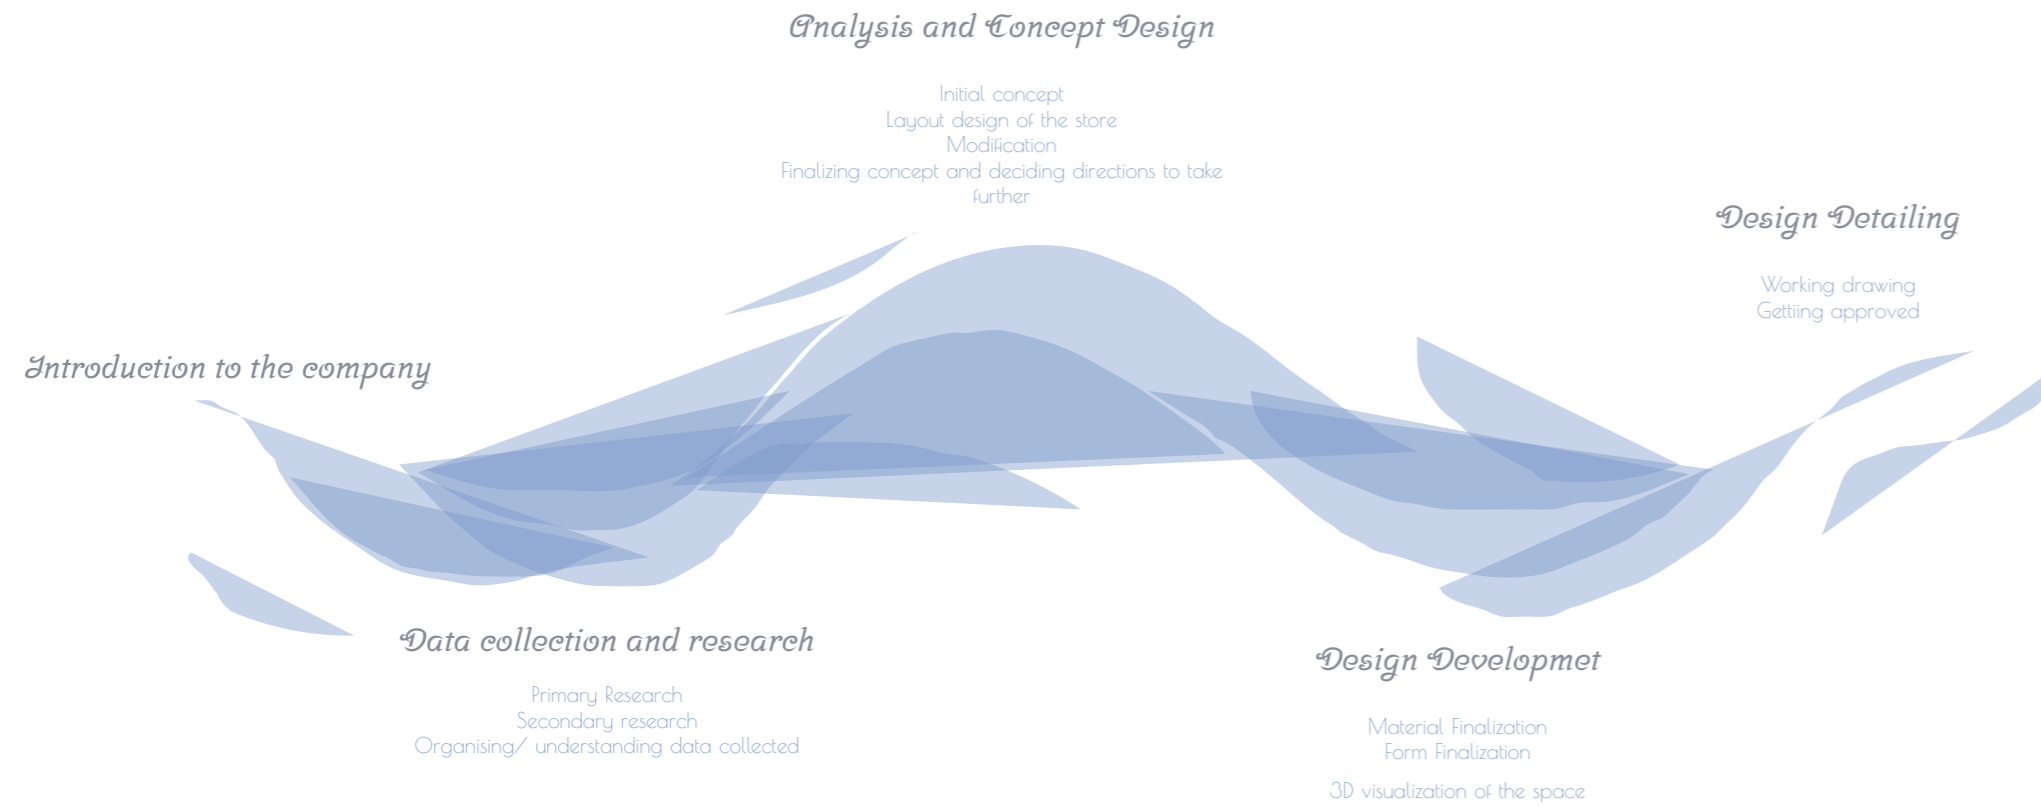 Introduction to the company
Data collection and research
Primary Research
Secondary research
Organising/ understanding data collected
Analysis and Concept Design
Initial concept
Layout design of the store
Modification
Finalizing concept and deciding directions to take
further
Design Developmet
Material Finalization
Form Finalization
3D visualization of the space
Design Detailing
Working drawing
Gettiing approved